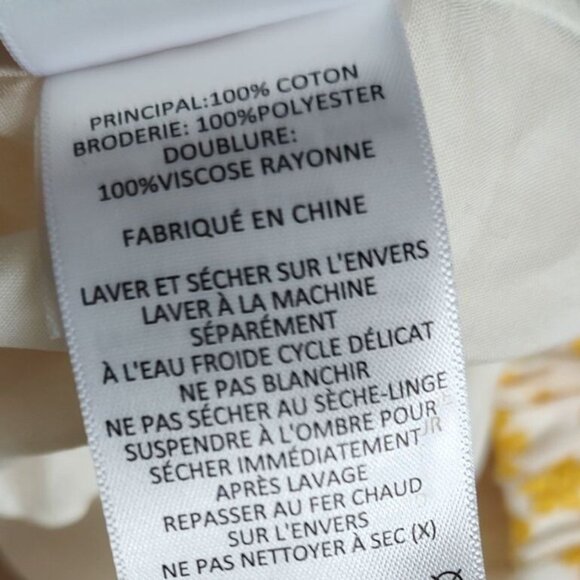 PRINCIPAL:100% COTON
BRODERIE: 100%POLYESTER
DOUBLURE:
100%VISCOSE RAYONNE
FABRIQUÉ EN CHINE
LAVER ET SÉCHER SUR L'ENVERS
LAVER À LA MACHINE
SÉPARÉMENT
À L'EAU FROIDE CYCLE DÉLICAT
NE PAS BLANCHIR
NE PAS SÉCHER AU SÈCHE-LINGE
SUSPENDRE À L'OMBRE POUR
SÉCHER IMMÉDIATEMENT
APRÈS LAVAGE
REPASSER AU FER CHAUD
SUR L'ENVERS
NE PAS NETTOYER À SEC (X)